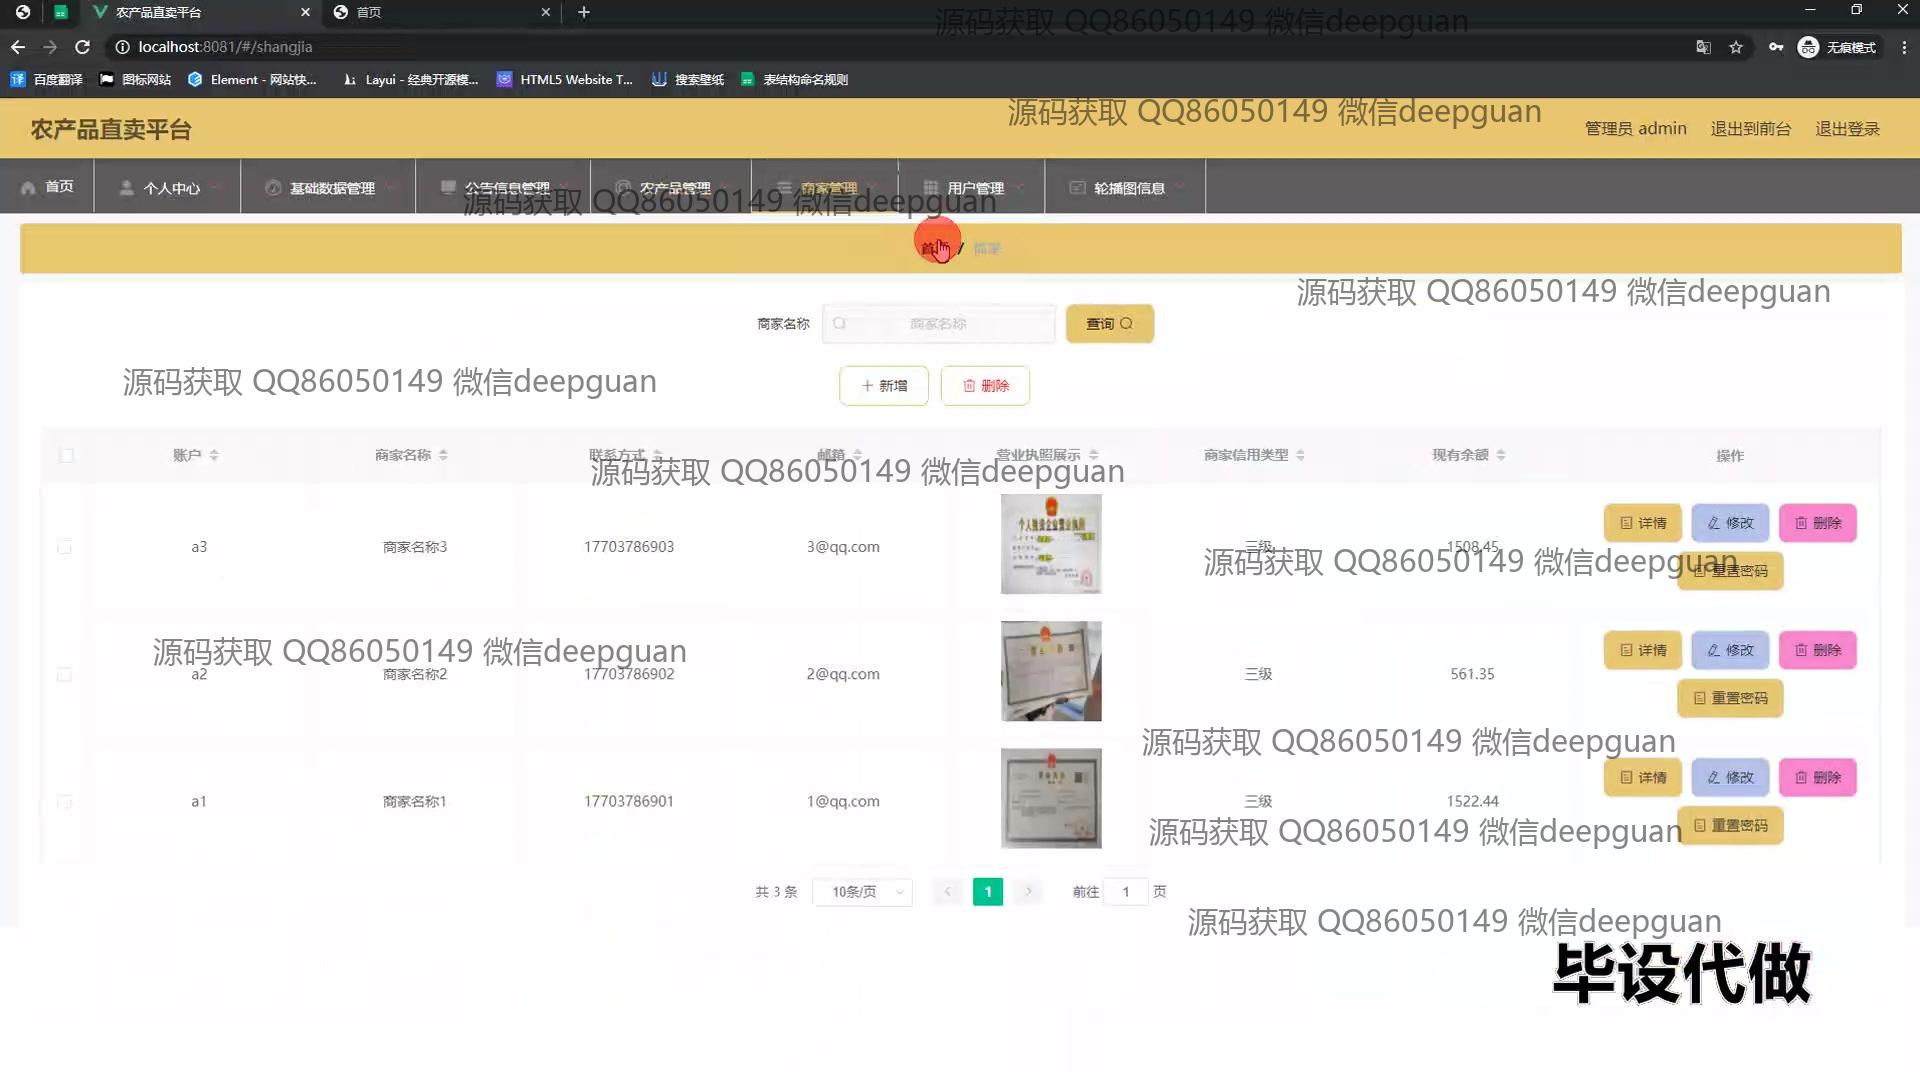 农产品直卖平台
首页
localhost:8081/#/shangjia
无痕模式
百度翻译
图标网站
Element - 网站快...
Layui - 经典开源模...
HTML5 Website T...
搜索壁纸
表结构命名规则
源码获取 QQ86050149 微信deepguan
农产品直卖平台
源码获取 QQ86050149 微信deepguan
管理员 admin
退出到前台
退出登录
首页
个人中心
基础数据管理
公告信息管理
农产品管理
商家管理
用户管理
轮播图信息
源码获取 QQ86050149 微信deepguan
源码获取 QQ86050149 微信deepguan
商家名称
商家名称
查询
源码获取 QQ86050149 微信deepguan
新增
删除
账户
商家名称
联系方式
邮箱
营业执照展示
商家信用类型
现有余额
操作
源码获取 QQ86050149 微信deepguan
a3
商家名称3
17703786903
3@qq.com
个人独资企业营业执照
三级
1508.45
详情
修改
删除
重置密码
源码获取 QQ86050149 微信deepguan
源码获取 QQ86050149 微信deepguan
a2
商家名称2
17703786902
2@qq.com
三级
561.35
详情
修改
删除
重置密码
源码获取 QQ86050149 微信deepguan
a1
商家名称1
17703786901
1@qq.com
三级
1522.44
详情
修改
删除
重置密码
源码获取 QQ86050149 微信deepguan
共 3 条
10条/页
1
前往
1
页
源码获取 QQ86050149 微信deepguan
毕设代做